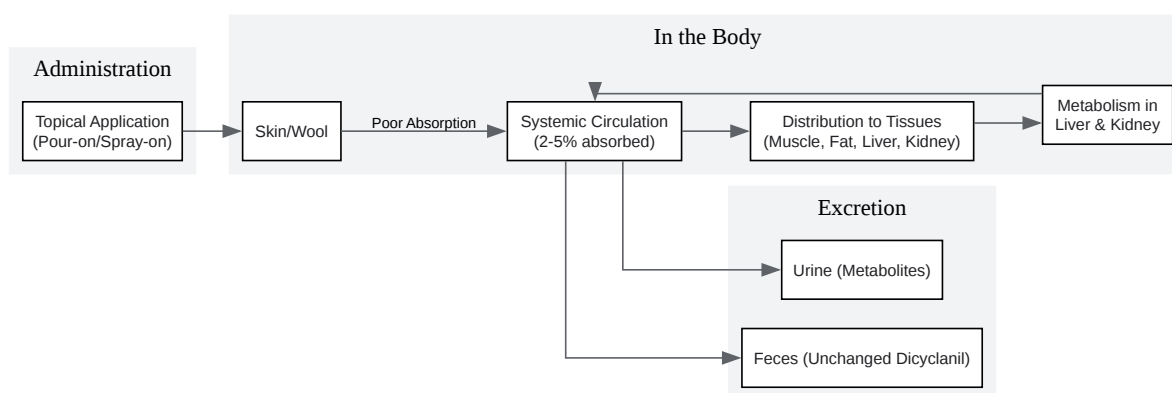 In the Body
Administration
Topical Application
(Pour-on/Spray-on)
Skin/Wool
Poor Absorption
Systemic Circulation
(2-5% absorbed)
Distribution to Tissues
(Muscle, Fat, Liver, Kidney)
Metabolism in
Liver & Kidney
Excretion
Urine (Metabolites)
Feces (Unchanged Dicyclanil)